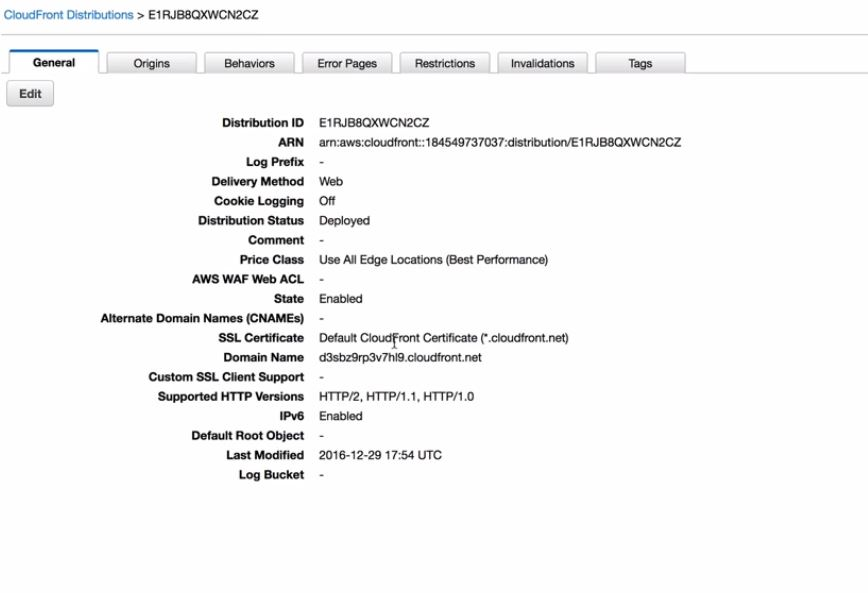 CloudFront Distributions > E1RJB8QXWCN2CZ
General Origins Behaviors Error Pages Restrictions Invalidations Tags
Edit
Distribution ID E1RJB8QXWCN2CZ
ARN arn:aws:cloudfront::184549737037:distribution/E1RJB8QXWCN2CZ
Log Prefix -
Delivery Method Web
Cookie Logging Off
Distribution Status Deployed
Comment -
Price Class Use All Edge Locations (Best Performance)
AWS WAF Web ACL -
State Enabled
Alternate Domain Names (CNAMEs) -
SSL Certificate Default CloudFront Certificate (*.cloudfront.net)
Domain Name d3sbz9rp3v7hl9.cloudfront.net
Custom SSL Client Support -
Supported HTTP Versions HTTP/2, HTTP/1.1, HTTP/1.0
IPv6 Enabled
Default Root Object -
Last Modified 2016-12-29 17:54 UTC
Log Bucket -